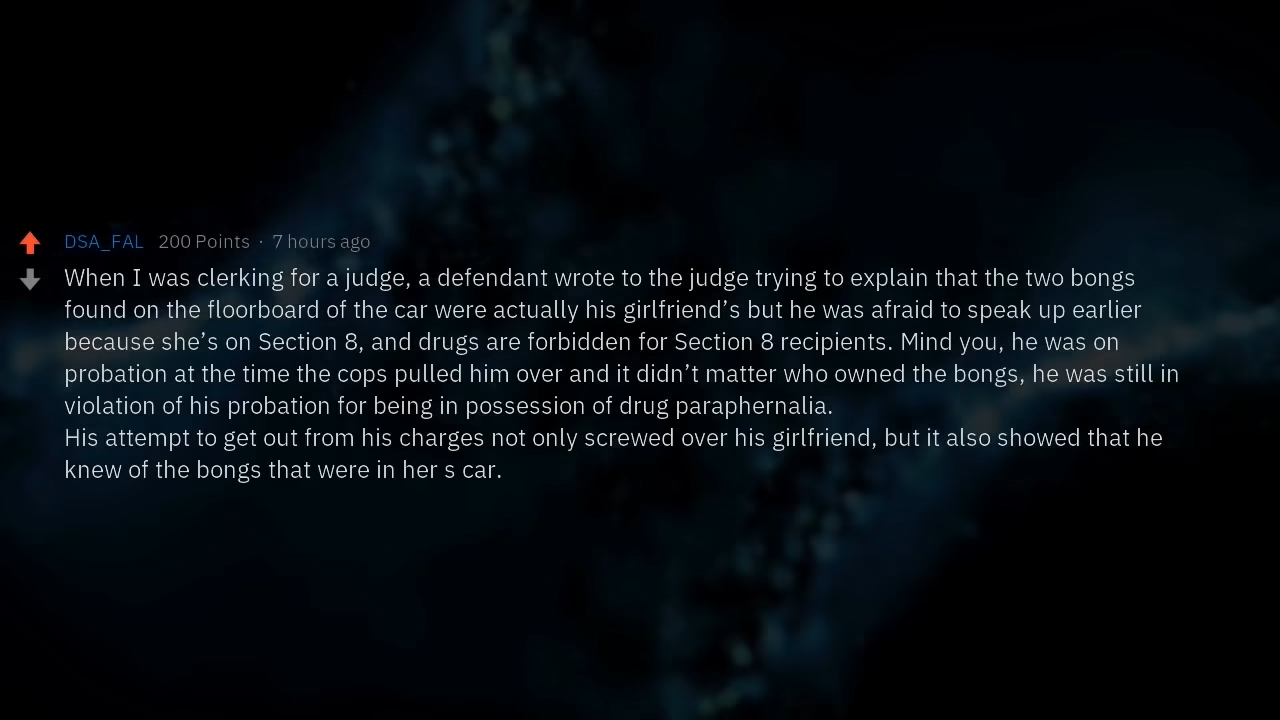 DSA_FAL 200 Points · 7 hours ago
When I was clerking for a judge, a defendant wrote to the judge trying to explain that the two bongs
found on the floorboard of the car were actually his girlfriend’s but he was afraid to speak up earlier
because she’s on Section 8, and drugs are forbidden for Section 8 recipients. Mind you, he was on
probation at the time the cops pulled him over and it didn’t matter who owned the bongs, he was still in
violation of his probation for being in possession of drug paraphernalia.
His attempt to get out from his charges not only screwed over his girlfriend, but it also showed that he
knew of the bongs that were in her s car.